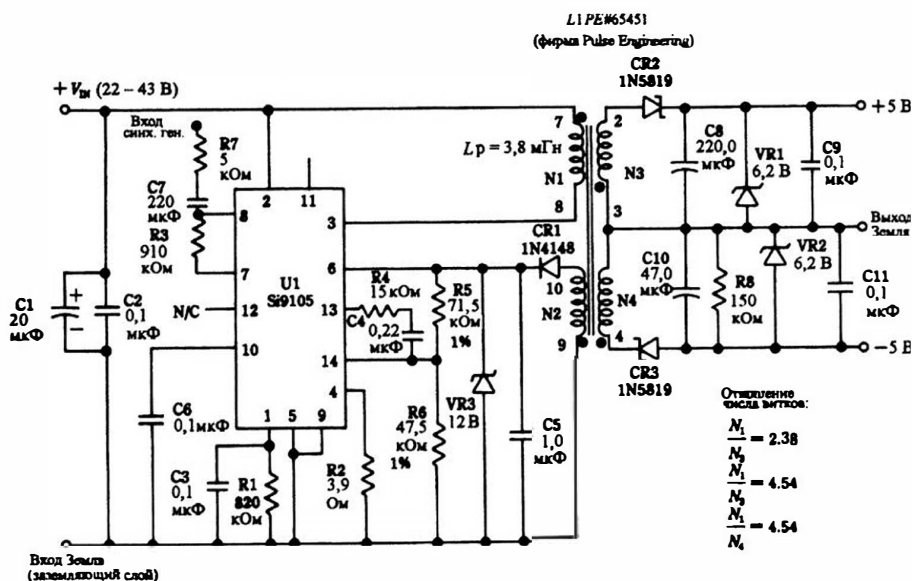 L1PE#65451
(фирма Pulse Engineering)
CR2
1N5819
+ VIN (22 – 43 В)
+5 В
Вход
синх. ген.
R7
5
кОм
7
2
C8
220,0
мкФ
VR1
6,2 В
C9
0,1
мкФ
Lр = 3,8 мГн
N1
N3
C7
220
мкФ
2
11
8
3
8
3
R3
910
кОм
CR1
1N4148
Выход
Земля
7
U1
Si9105
6
R4
15 кОм
R5
71,5
кОм
1%
10
N2
9
N4
4
C10
47,0
мкФ
R8
150
кОм
VR2
6,2 В
C11
0,1
мкФ
C1
20
мкФ
+
–
C2
0,1
мкФ
N/C
12
13
C4
0,22
мкФ
10
14
–5 В
CR3
1N5819
4
C6
0,1мкФ
1
5
9
R6
47,5
кОм
1%
VR3
12 В
C5
1,0
мкФ
C3
0,1
мкФ
R1
820
кОм
R2
3,9
Ом
числа витков:
N1
N3
= 2.38
N1
N3
= 4.54
N1
N4
= 4.54
Вход Земля
(заземляющий слой)